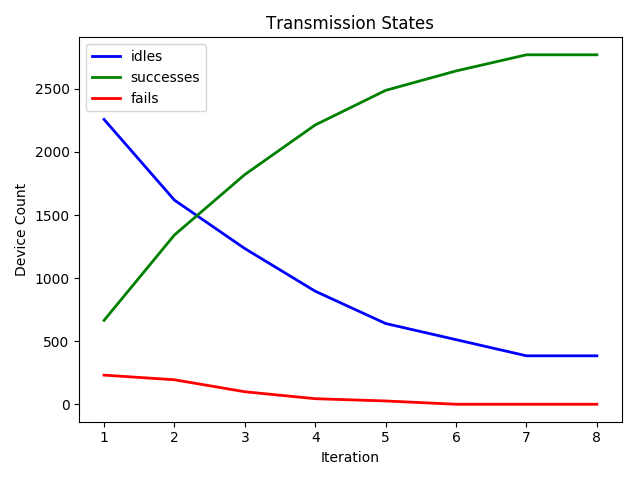 Transmission States
idles
successes
fails
Device Count
2500
2000
1500
1000
500
0
1 2 3 4 5 6 7 8
Iteration